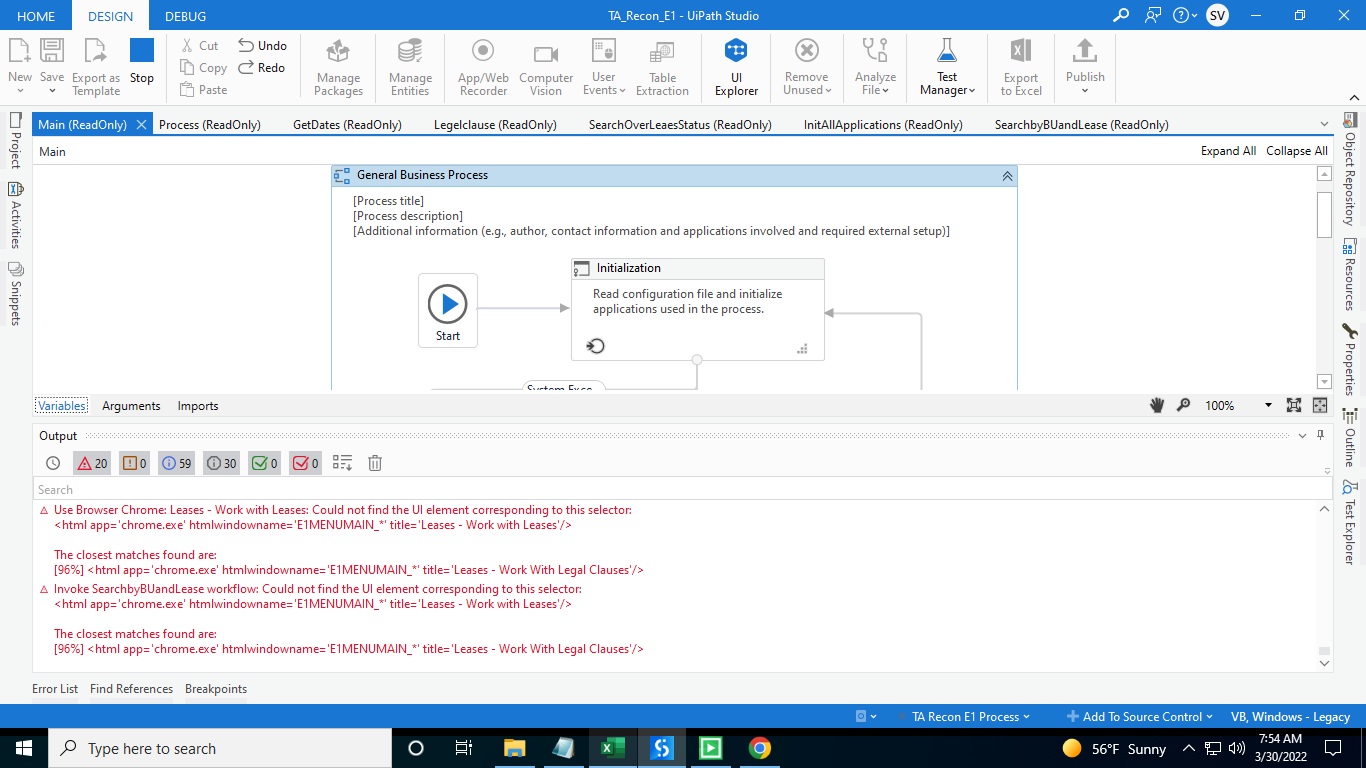 HOME DESIGN DEBUG TA_Recon_E1 - UiPath Studio SV
New Save Export as Template Stop Cut Copy Paste Undo Redo Manage Packages Manage Entities App/Web Recorder Computer Vision User Events Table Extraction UI Explorer Remove Unused Analyze File Test Manager Export to Excel Publish
Main (ReadOnly) Process (ReadOnly) GetDates (ReadOnly) Legelclause (ReadOnly) SearchOverLeaesStatus (ReadOnly) InitAllApplications (ReadOnly) SearchbyBUandLease (ReadOnly)
Project
Activities
Snippets
Main Expand All Collapse All
General Business Process
[Process title]
[Process description]
[Additional information (e.g., author, contact information and applications involved and required external setup)]
Start
Initialization
Read configuration file and initialize
applications used in the process.
System Exce
Object Repository
Resources
Properties
Outline
Test Explorer
Variables Arguments Imports 100%
Output
20 0 59 30 0 0
Search
Use Browser Chrome: Leases - Work with Leases: Could not find the UI element corresponding to this selector:
<html app='chrome.exe' htmlwindowname='E1MENUMAIN_*' title='Leases - Work with Leases'/>
The closest matches found are:
[96%] <html app='chrome.exe' htmlwindowname='E1MENUMAIN_*' title='Leases - Work With Legal Clauses'/>
Invoke SearchbyBUandLease workflow: Could not find the UI element corresponding to this selector:
<html app='chrome.exe' htmlwindowname='E1MENUMAIN_*' title='Leases - Work with Leases'/>
The closest matches found are:
[96%] <html app='chrome.exe' htmlwindowname='E1MENUMAIN_*' title='Leases - Work With Legal Clauses'/>
Error List Find References Breakpoints
TA Recon E1 Process Add To Source Control VB, Windows - Legacy
Type here to search 56°F Sunny 7:54 AM
3/30/2022